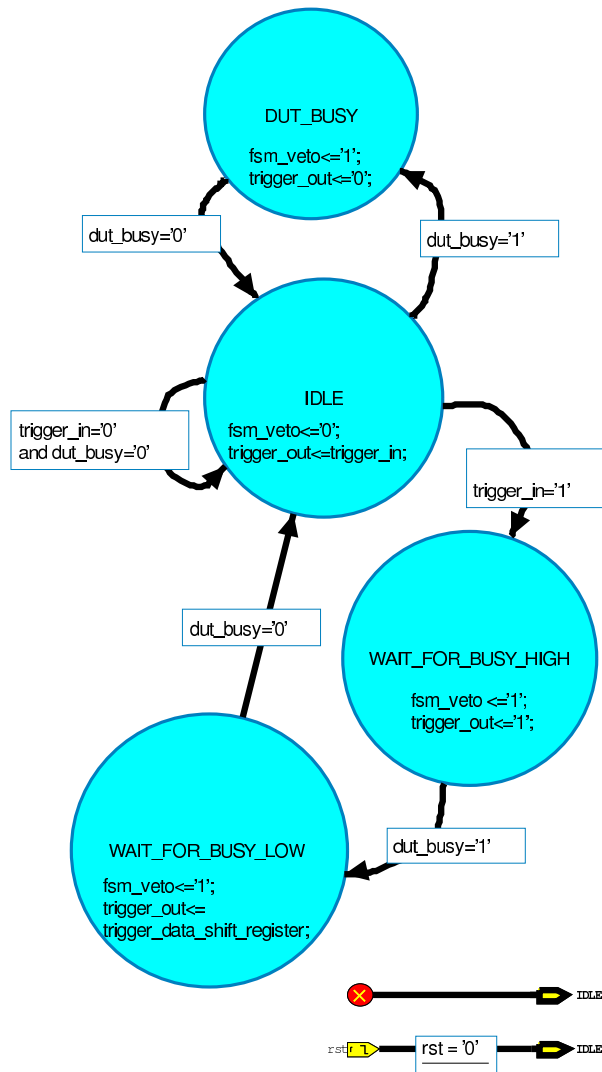 DUT_BUSY
fsm_veto<='1';
trigger_out<='0';
dut_busy='0'
dut_busy='1'
IDLE
fsm_veto<='0';
trigger_out<=trigger_in;
trigger_in='0'
and dut_busy='0'
trigger_in='1'
dut_busy='0'
WAIT_FOR_BUSY_HIGH
fsm_veto <='1';
trigger_out<='1';
dut_busy='1'
WAIT_FOR_BUSY_LOW
fsm_veto<='1';
trigger_out<=
trigger_data_shift_register;
IDLE
rst
rst = '0'
IDLE